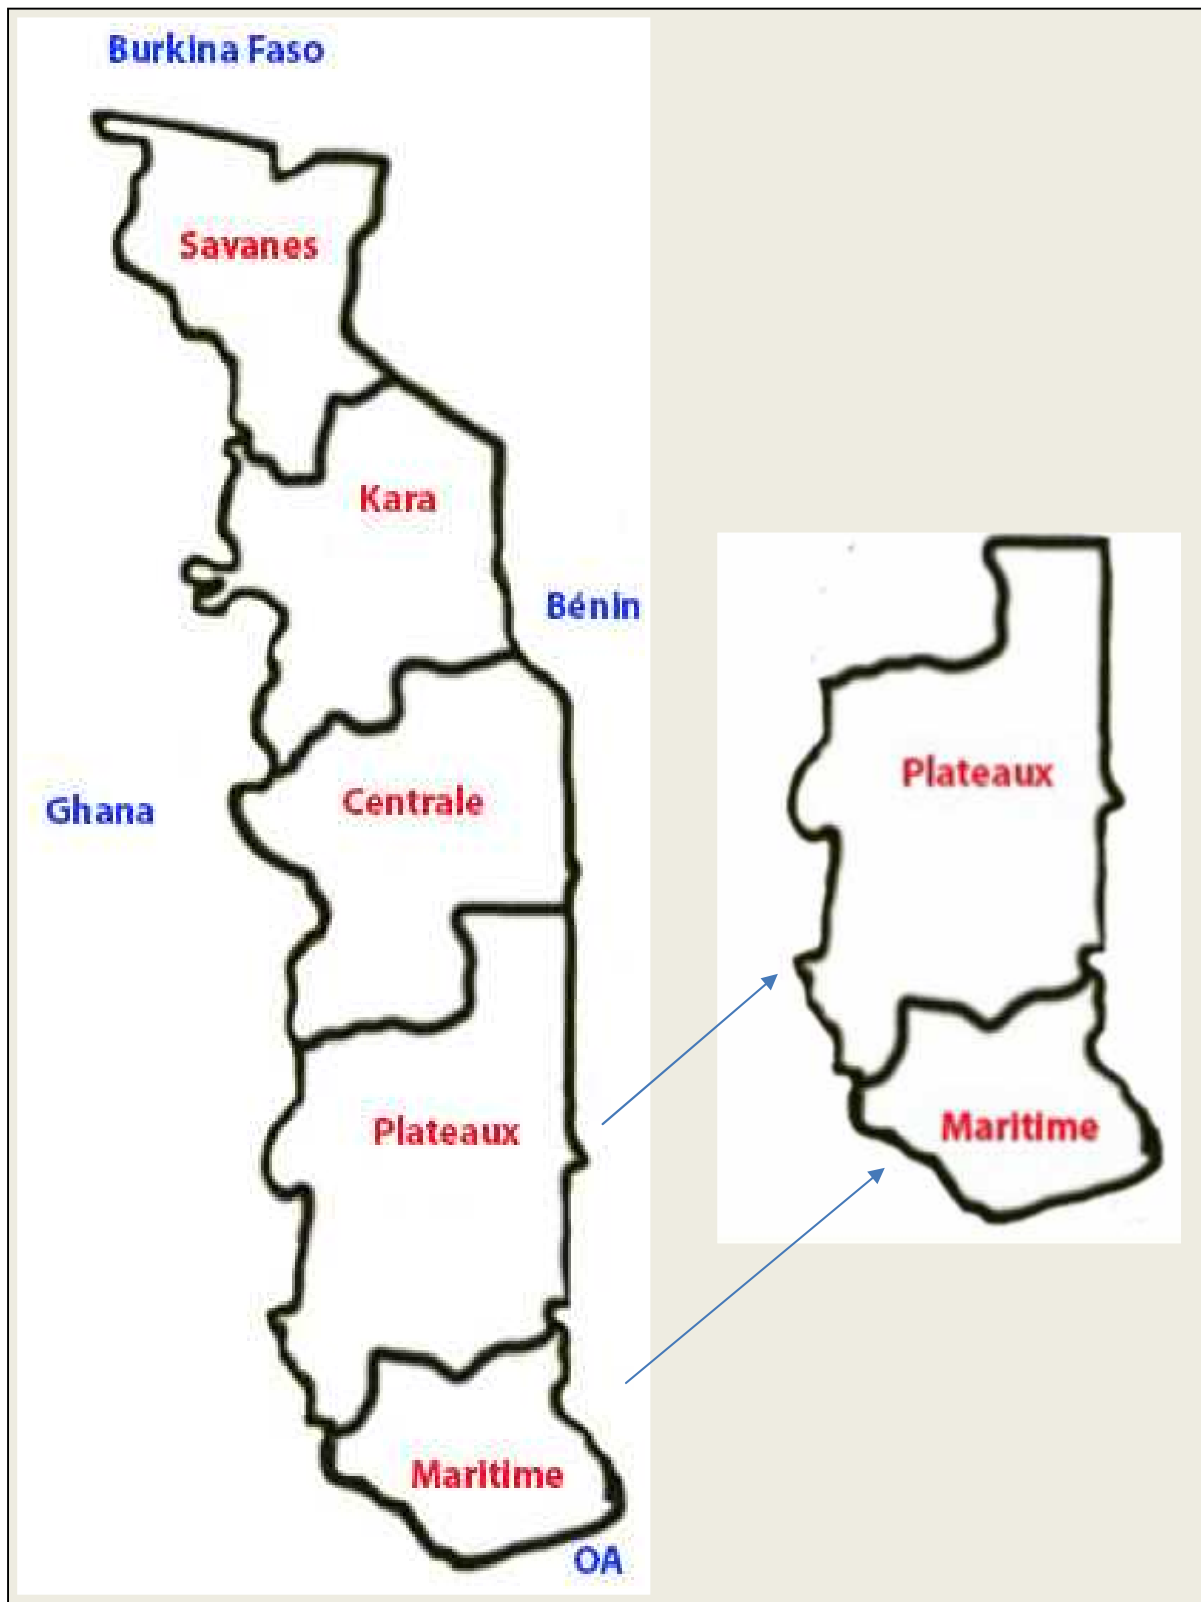 Burkina Faso
Savanes
Kara
Bénin
Ghana
Centrale
Plateaux
Maritime
OA
Plateaux
Maritime